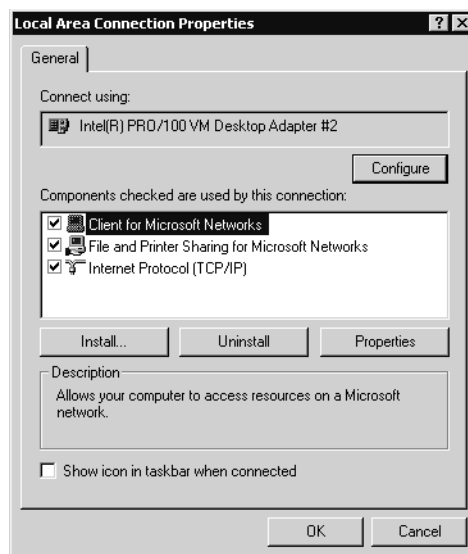 Local Area Connection Properties
General
Connect using:
Intel(R) PRO/100 VM Desktop Adapter #2
Configure
Components checked are used by this connection:
Client for Microsoft Networks
File and Printer Sharing for Microsoft Networks
Internet Protocol (TCP/IP)
Install...
Uninstall
Properties
Description
Allows your computer to access resources on a Microsoft
network.
Show icon in taskbar when connected
OK
Cancel